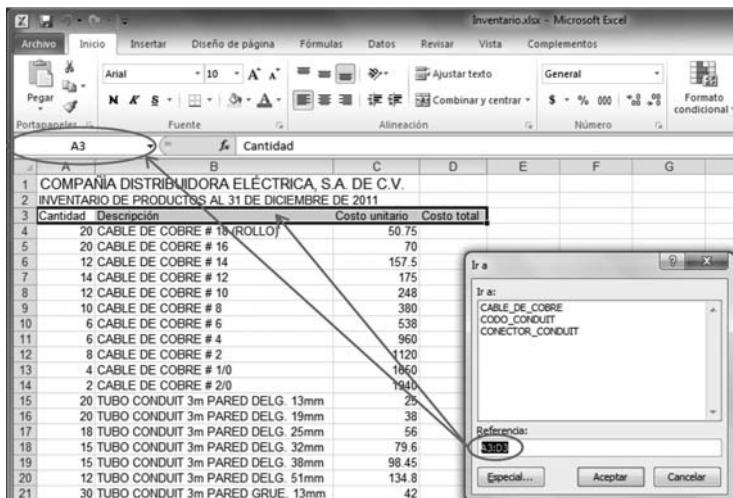 Inventario.xlsx - Microsoft Excel
Archivo Inicio Insertar Diseño de página Fórmulas Datos Revisar Vista Complementos
Pegar
Portapapeles
Arial 10 A A
N K S A
Fuente
Ajustar texto
Combinar y centrar
Alineación
General
$ % 000
Número
Formato condicional
A3 fx Cantidad
A B C D E F G
1 COMPAÑÍA DISTRIBUIDORA ELÉCTRICA, S.A. DE C.V.
2 INVENTARIO DE PRODUCTOS AL 31 DE DICIEMBRE DE 2011
3 Cantidad Descripción Costo unitario Costo total
4 20 CABLE DE COBRE # 18 (ROLLO) 50.75
5 20 CABLE DE COBRE # 16 70
6 12 CABLE DE COBRE # 14 157.5
7 14 CABLE DE COBRE # 12 175
8 12 CABLE DE COBRE # 10 248
9 10 CABLE DE COBRE # 8 380
10 6 CABLE DE COBRE # 6 538
11 6 CABLE DE COBRE # 4 960
12 8 CABLE DE COBRE # 2 1120
13 4 CABLE DE COBRE # 1/0 1650
14 2 CABLE DE COBRE # 2/0 1940
15 20 TUBO CONDUIT 3m PARED DELG. 13mm 25
16 20 TUBO CONDUIT 3m PARED DELG. 19mm 38
17 18 TUBO CONDUIT 3m PARED DELG. 25mm 56
18 15 TUBO CONDUIT 3m PARED DELG. 32mm 79.6
19 15 TUBO CONDUIT 3m PARED DELG. 38mm 98.45
20 12 TUBO CONDUIT 3m PARED DELG. 51mm 134.8
21 30 TUBO CONDUIT 3m PARED GRUE. 13mm 42
Ir a
Ir a:
CABLE_DE_COBRE
CODO_CONDUIT
CONECTOR_CONDUIT
Referencia:
A3:D3
Especial... Aceptar Cancelar